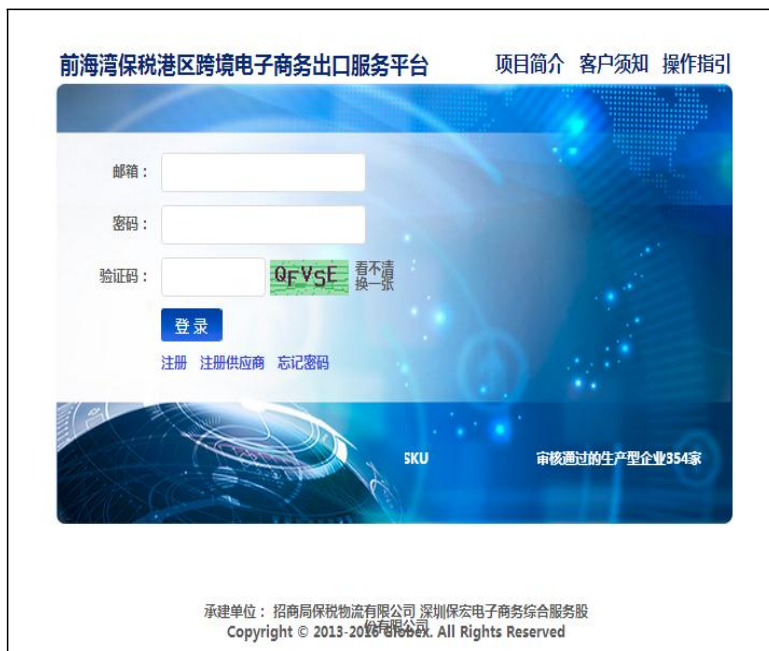 前海湾保税港区跨境电子商务出口服务平台
项目简介 客户须知 操作指引
邮箱：
密码：
验证码：
QFVSE
看不清
换一张
登录
注册 注册供应商 忘记密码
SKU
审核通过的生产型企业354家
承建单位： 招商局保税物流有限公司 深圳保宏电子商务综合服务股
份有限公司
Copyright © 2013-2016 Globex. All Rights Reserved